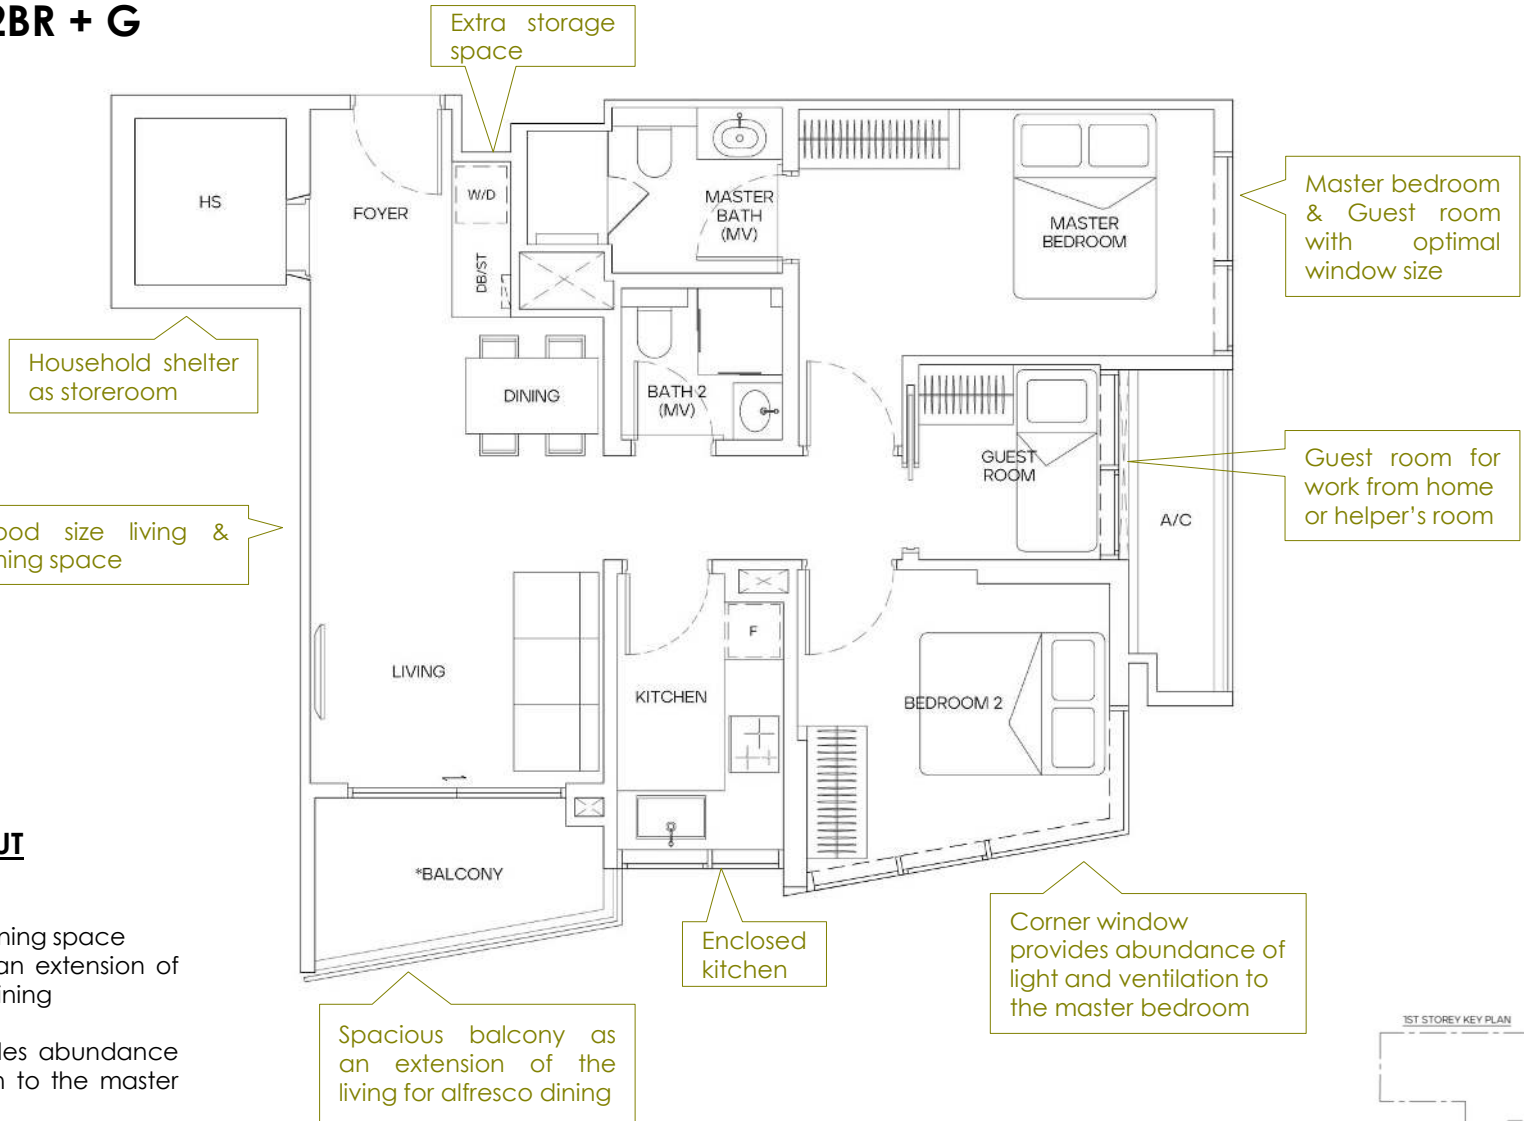 2BR + G
Extra storage
space
HS
FOYER
W/D
DB/ST
MASTER
BATH
(MV)
MASTER
BEDROOM
Master bedroom
& Guest room
with optimal
window size
Household shelter
as storeroom
DINING
BATH 2
(MV)
GUEST
ROOM
A/C
Guest room for
work from home
or helper's room
ood size living &
ning space
LIVING
KITCHEN
F
BEDROOM 2
*BALCONY
Enclosed
kitchen
Corner window
provides abundance of
light and ventilation to
the master bedroom
Spacious balcony as
an extension of the
living for alfresco dining
UT
ning space
an extension of
ining
les abundance
n to the master
1ST STOREY KEY PLAN